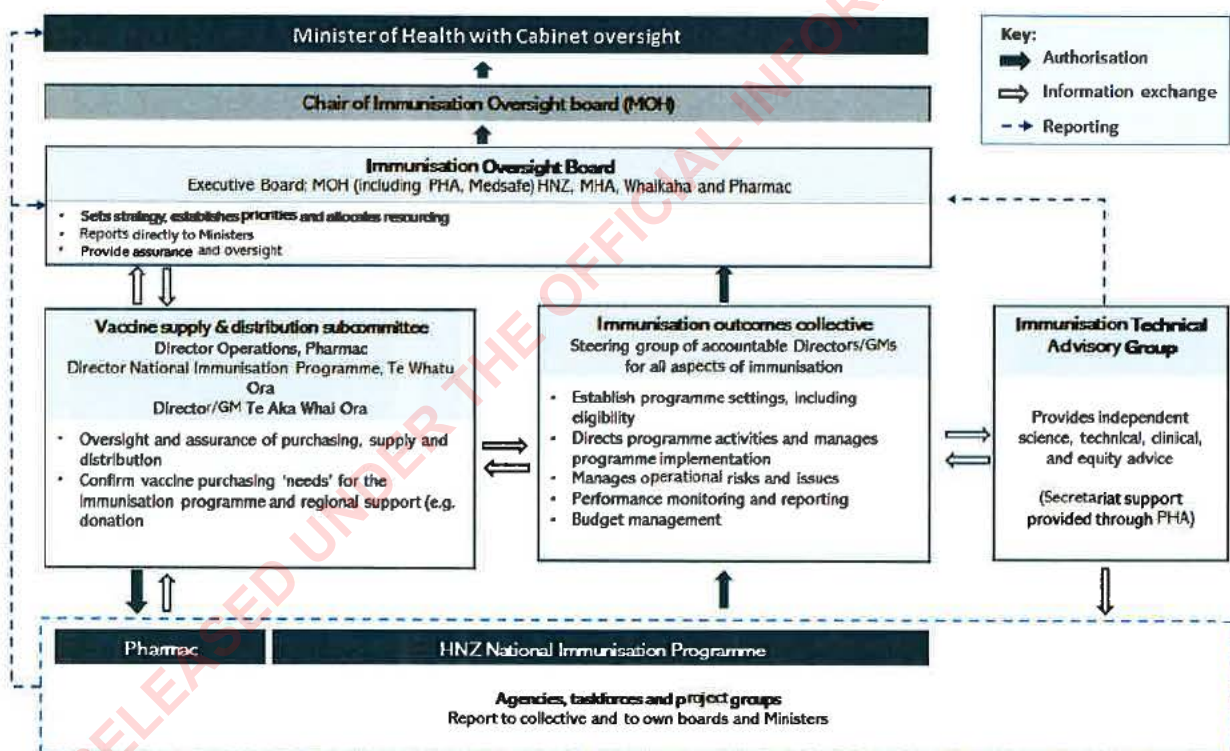 Minister of Health with Cabinet oversight
Key:
Authorisation
Information exchange
Reporting
Chair of Immunisation Oversight board (MOH)
Immunisation Oversight Board
Executive Board: MOH (including PHA, Medsafe) HNZ, MHA, Whaikaha and Pharmac
• Sets strategy, establishes priorities and allocates resourcing
• Reports directly to Ministers
• Provide assurance and oversight
Vaccine supply & distribution subcommittee
Director Operations, Pharmac
Director National Immunisation Programme, Te Whatu
Ora
Director/GM Te Aka Whai Ora
• Oversight and assurance of purchasing, supply and
distribution
• Confirm vaccine purchasing 'needs' for the
immunisation programme and regional support (e.g.
donation
Immunisation outcomes collective
Steering group of accountable Directors/GMs
for all aspects of immunisation
• Establish programme settings, including
eligibility
• Directs programme activities and manages
programme implementation
• Manages operational risks and issues
• Performance monitoring and reporting
• Budget management
Immunisation Technical
Advisory Group
Provides independent
science, technical, clinical,
and equity advice
(Secretariat support
provided through PHA)
Pharmac
HNZ National Immunisation Programme
Agencies, taskforces and project groups
Report to collective and to own boards and Ministers
RELEASED UNDER THE OFFICIAL INFOR